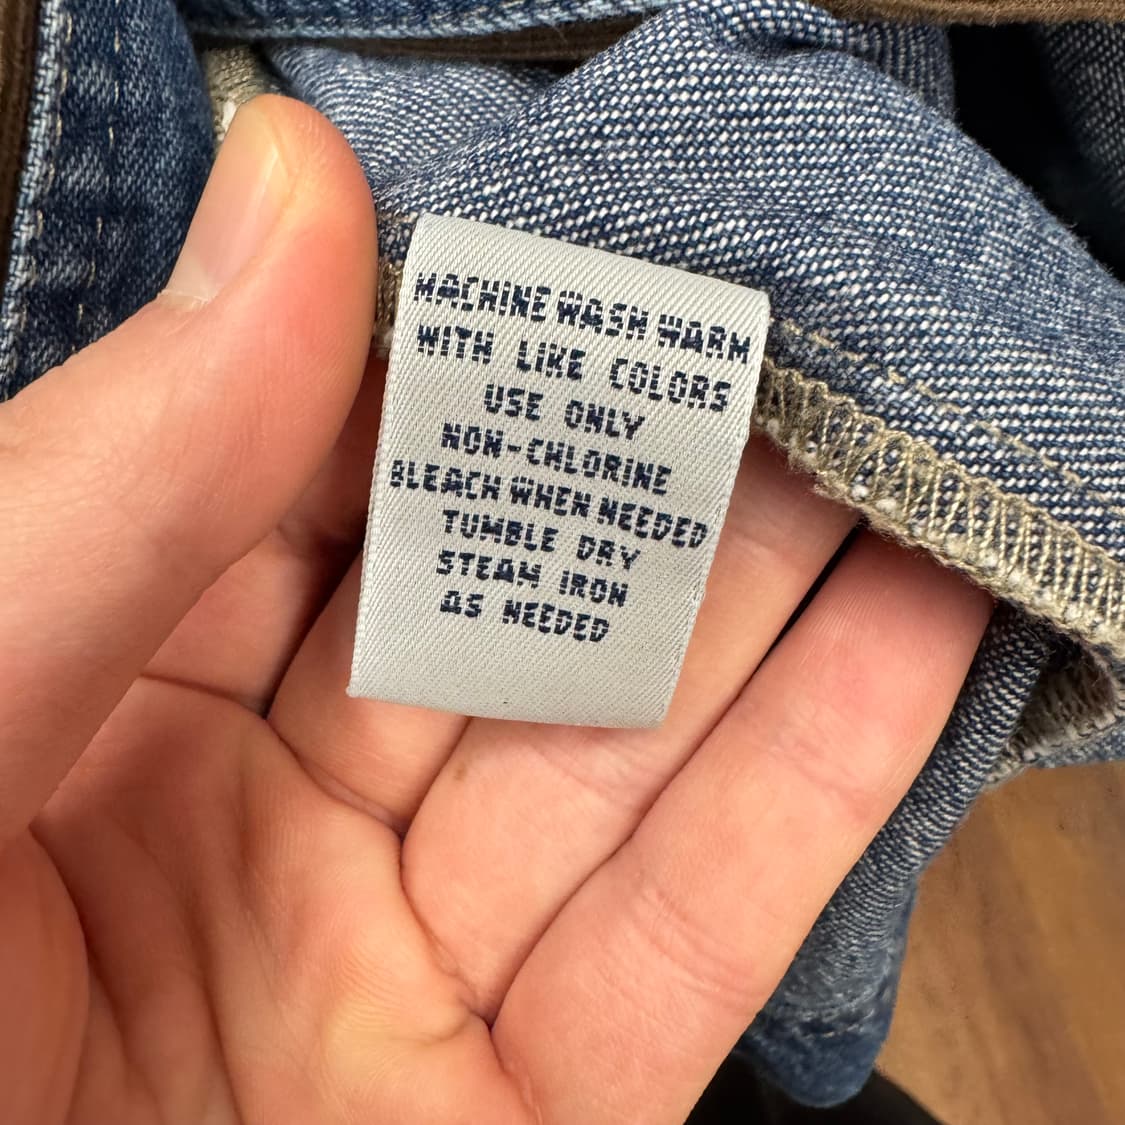 MACHINE WASH WARM
WITH LIKE COLORS
USE ONLY
NON-CHLORINE
BLEACH WHEN NEEDED
TUMBLE DRY
STEAM IRON
AS NEEDED